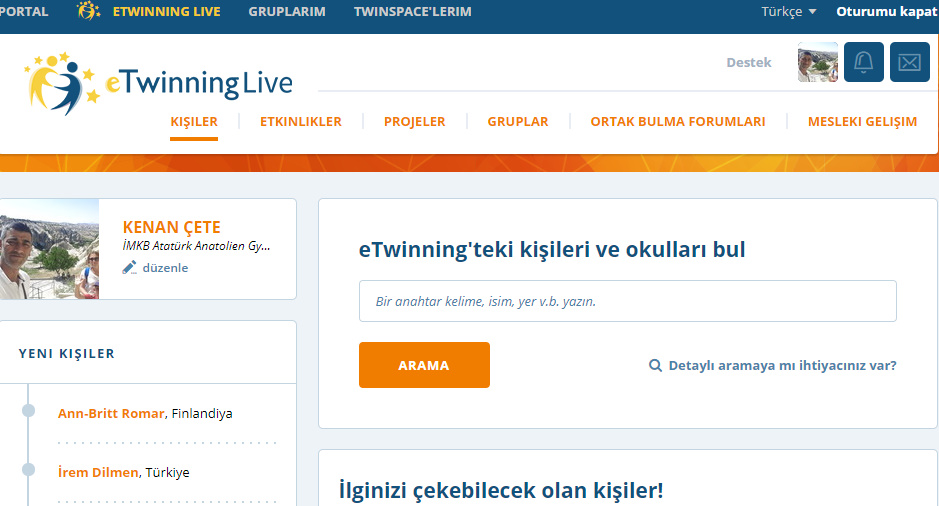 PORTAL ETWINNING LIVE GRUPLARIM TWINSPACE'LERIM Türkçe Oturumu kapat
Destek
eTwinningLive
KIŞILER ETKINLIKLER PROJELER GRUPLAR ORTAK BULMA FORUMLARI MESLEKI GELIŞIM
KENAN ÇETE
İMKB Atatürk Anatolien Gy...
düzenle
eTwinning'teki kişileri ve okulları bul
Bir anahtar kelime, isim, yer v.b. yazın.
ARAMA
Detaylı aramaya mı ihtiyacınız var?
YENI KIŞILER
Ann-Britt Romar, Finlandiya
İrem Dilmen, Türkiye
İlginizi çekebilecek olan kişiler!